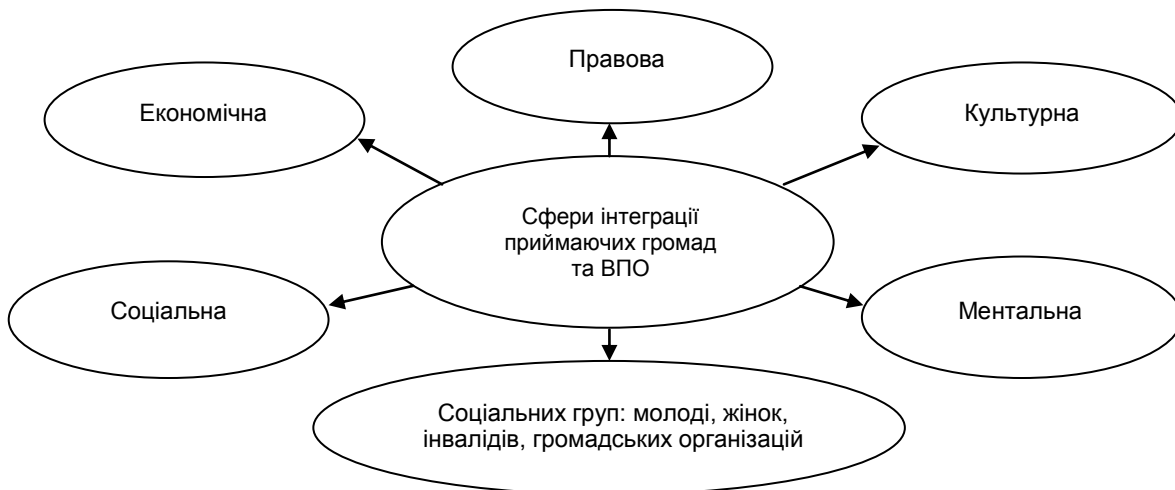 Правова
Економічна
Культурна
Сфери інтеграції
приймаючих громад
та ВПО
Соціальна
Ментальна
Соціальних груп: молоді, жінок,
інвалідів, громадських організацій